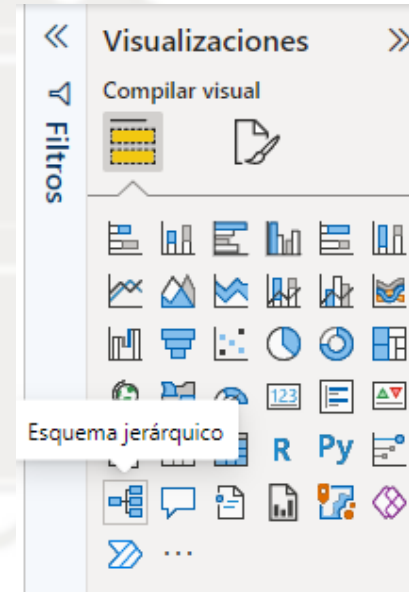 Visualizaciones
Compilar visual
Filtros
123
Esquema jerárquico
R Py